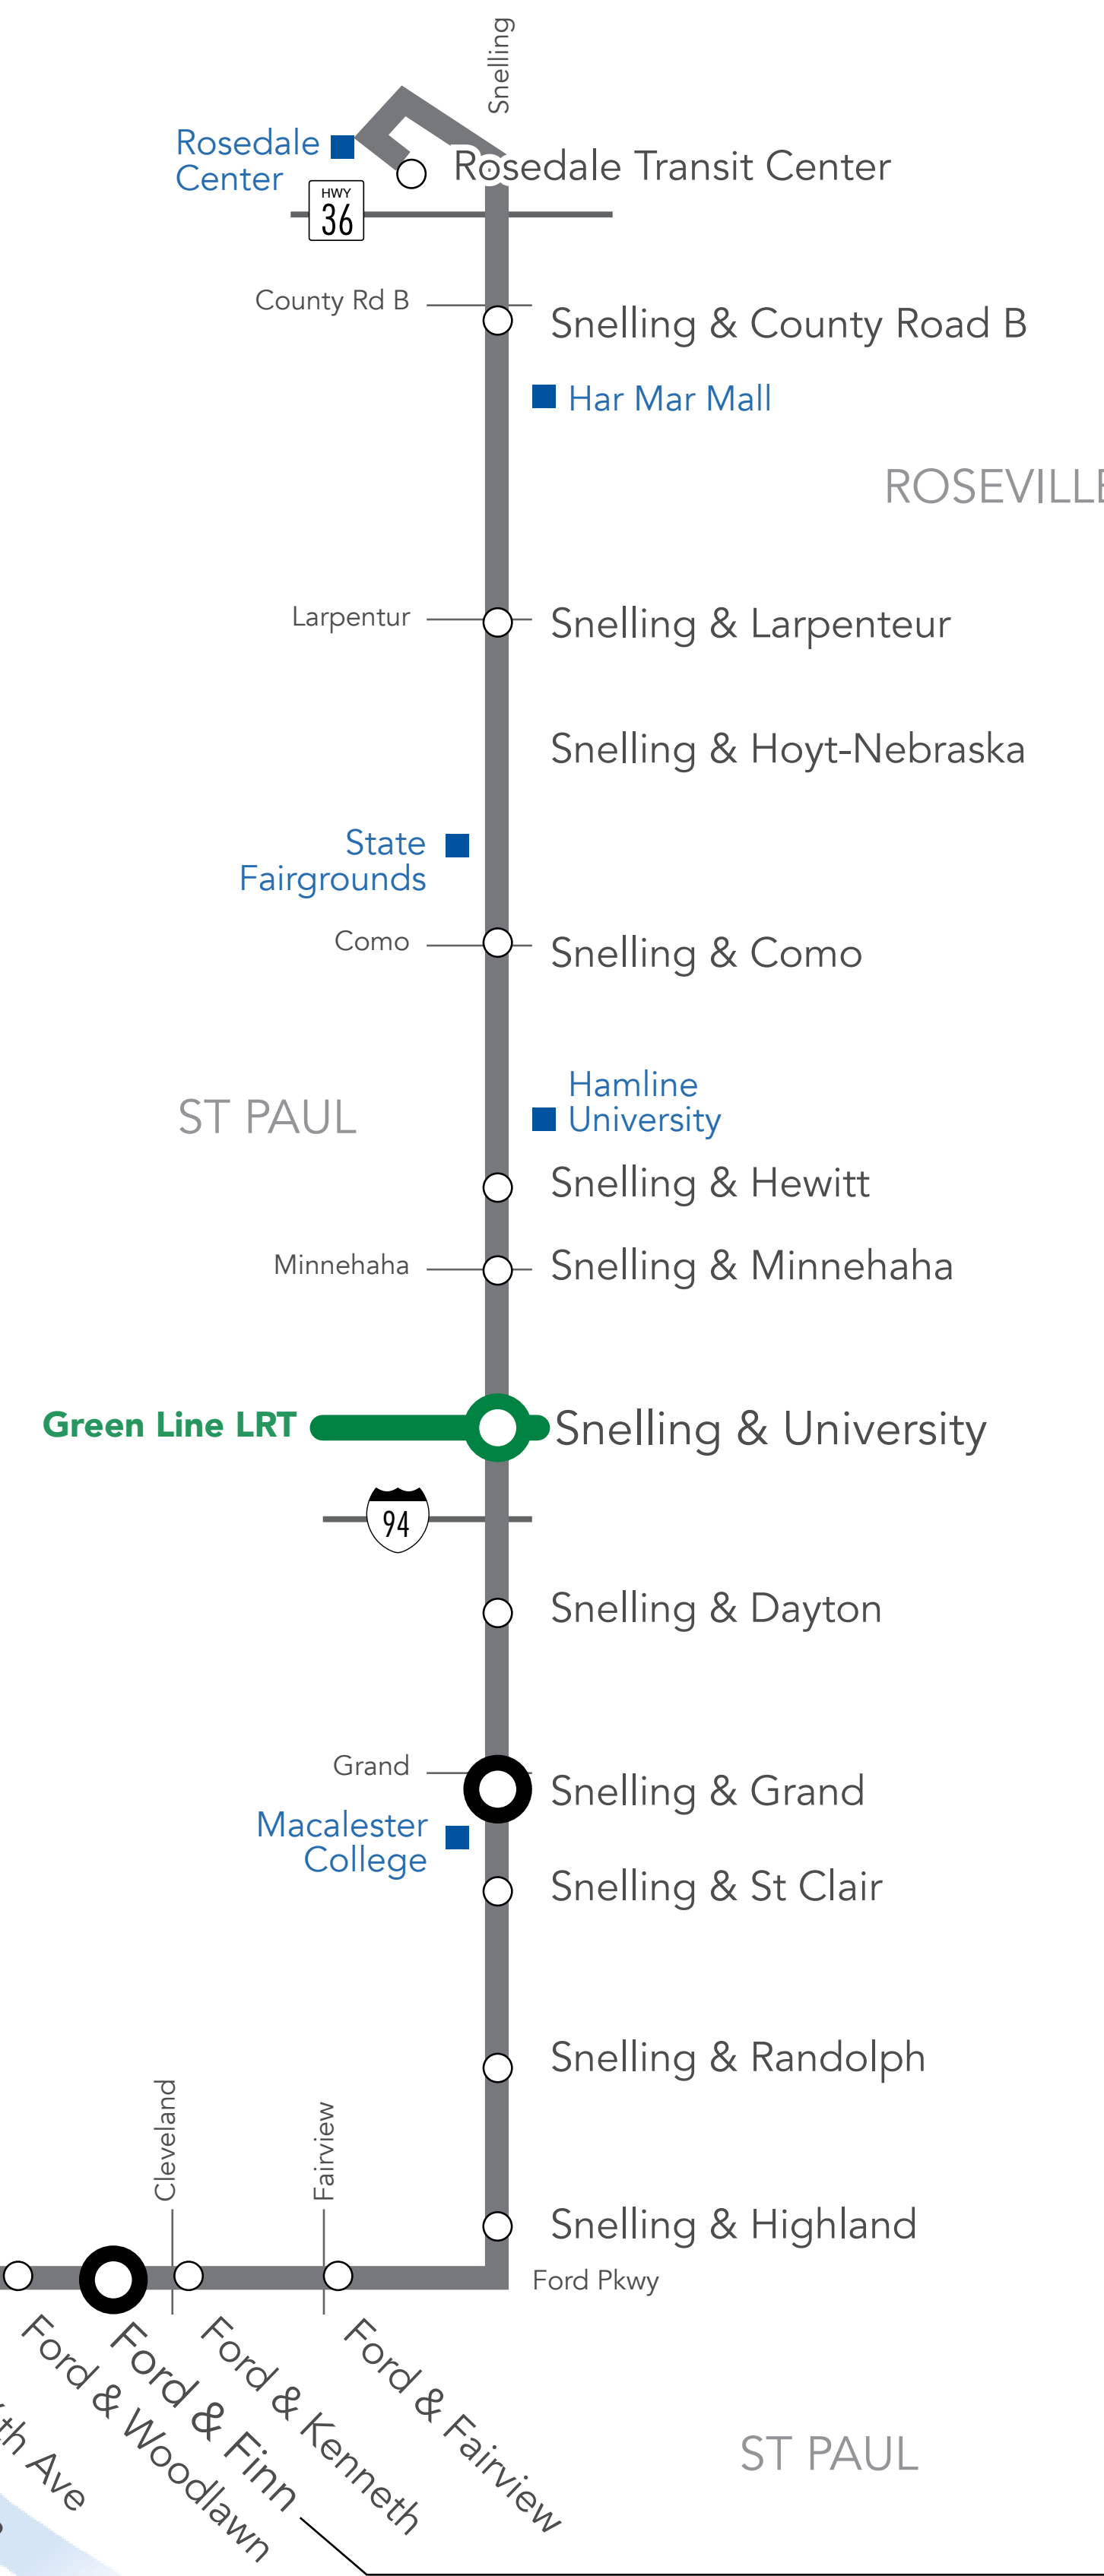 Snelling
Rosedale
Center
Rosedale Transit Center
HWY
36
County Rd B
Snelling & County Road B
Har Mar Mall
ROSEVILLE
Larpentur
Snelling & Larpenteur
Snelling & Hoyt-Nebraska
State
Fairgrounds
Como
Snelling & Como
ST PAUL
Hamline
University
Snelling & Hewitt
Minnehaha
Snelling & Minnehaha
Green Line LRT
Snelling & University
94
Snelling & Dayton
Grand
Snelling & Grand
Macalester
College
Snelling & St Clair
Snelling & Randolph
Cleveland
Fairview
Snelling & Highland
Ford Pkwy
Ford & Woodlawn
Ford & Finn
Ford & Kenneth
Ford & Fairview
Ave
ST PAUL